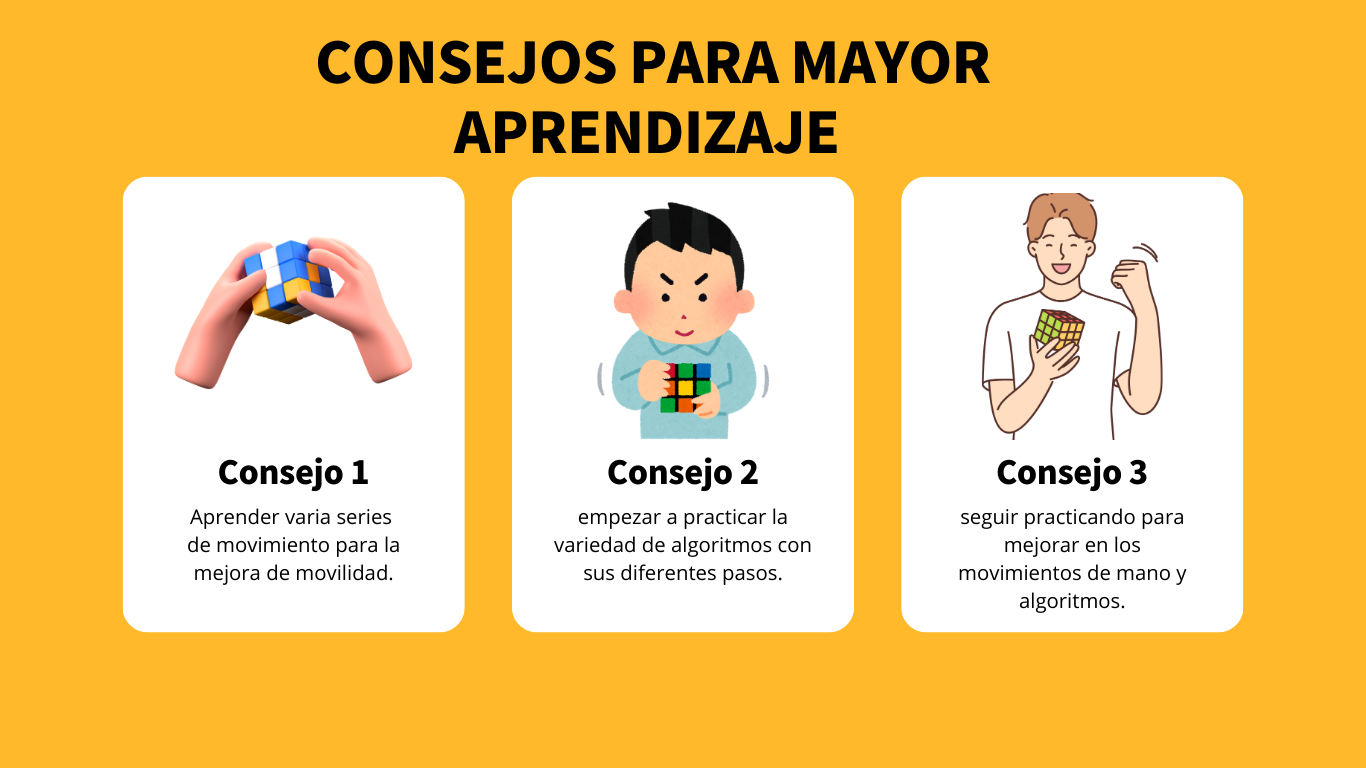 CONSEJOS PARA MAYOR
APRENDIZAJE
Consejo 1
Aprender varia series
de movimiento para la
mejora de movilidad.
Consejo 2
empezar a practicar la
variedad de algoritmos con
sus diferentes pasos.
Consejo 3
seguir practicando para
mejorar en los
movimientos de mano y
algoritmos.